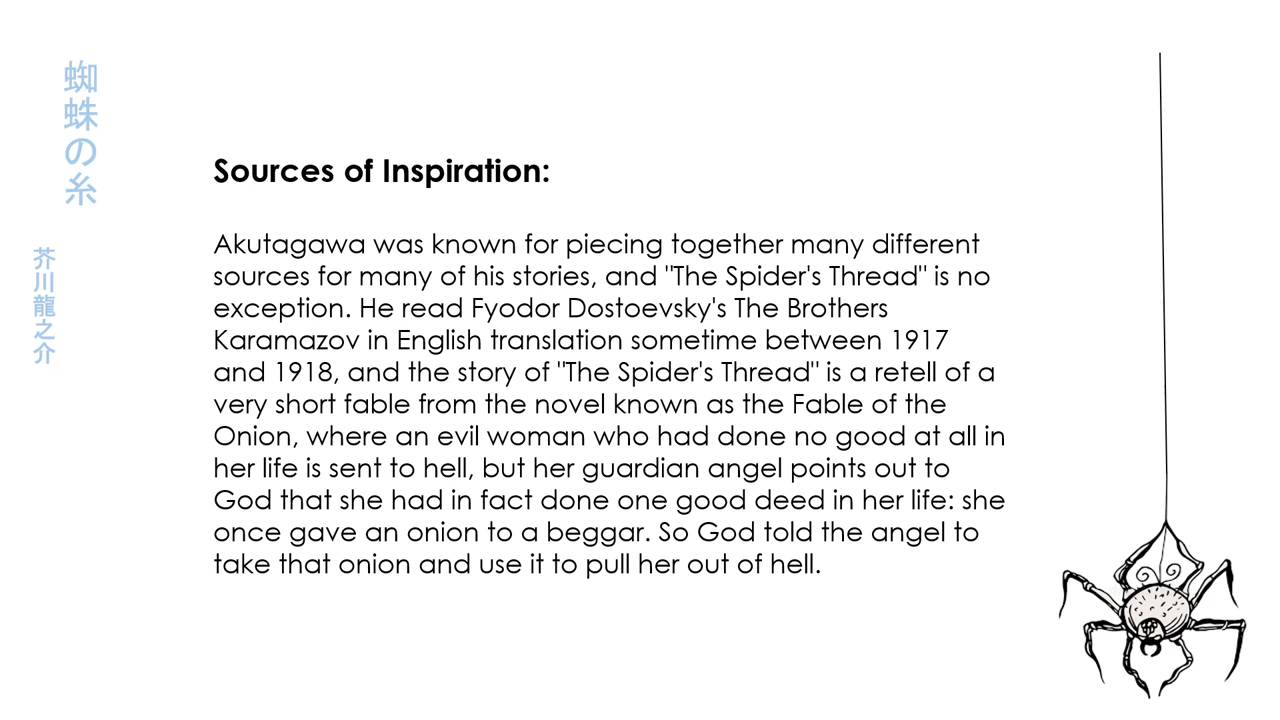 蜘蛛の糸
芥川龍之介
Sources of Inspiration:
Akutagawa was known for piecing together many different
sources for many of his stories, and "The Spider's Thread" is no
exception. He read Fyodor Dostoevsky's The Brothers
Karamazov in English translation sometime between 1917
and 1918, and the story of "The Spider's Thread" is a retell of a
very short fable from the novel known as the Fable of the
Onion, where an evil woman who had done no good at all in
her life is sent to hell, but her guardian angel points out to
God that she had in fact done one good deed in her life: she
once gave an onion to a beggar. So God told the angel to
take that onion and use it to pull her out of hell.